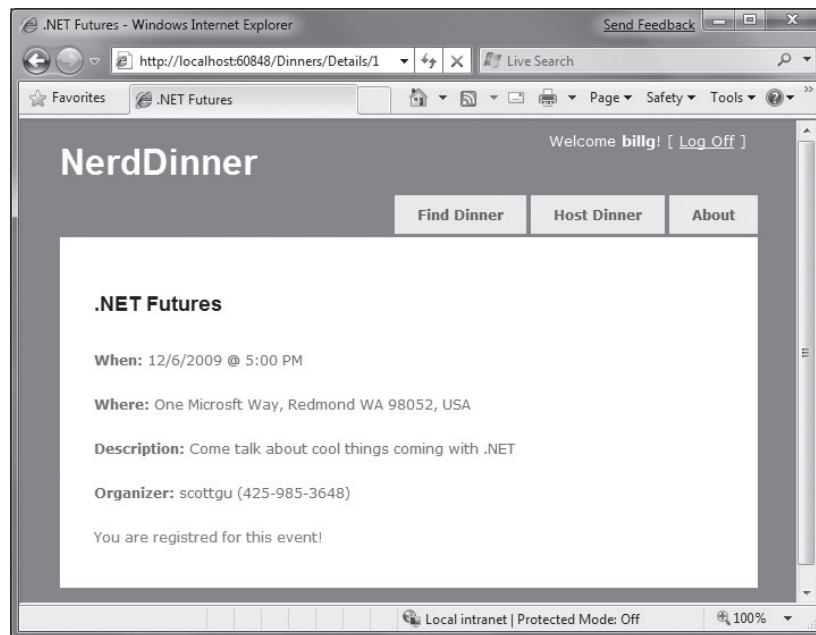 .NET Futures - Windows Internet Explorer
Send Feedback
http://localhost:60848/Dinners/Details/1
Live Search
Favorites
.NET Futures
Page
Safety
Tools
NerdDinner
Welcome billg! [ Log Off ]
Find Dinner
Host Dinner
About
.NET Futures
When: 12/6/2009 @ 5:00 PM
Where: One Microsft Way, Redmond WA 98052, USA
Description: Come talk about cool things coming with .NET
Organizer: scottgu (425-985-3648)
You are registred for this event!
Local intranet | Protected Mode: Off
100%